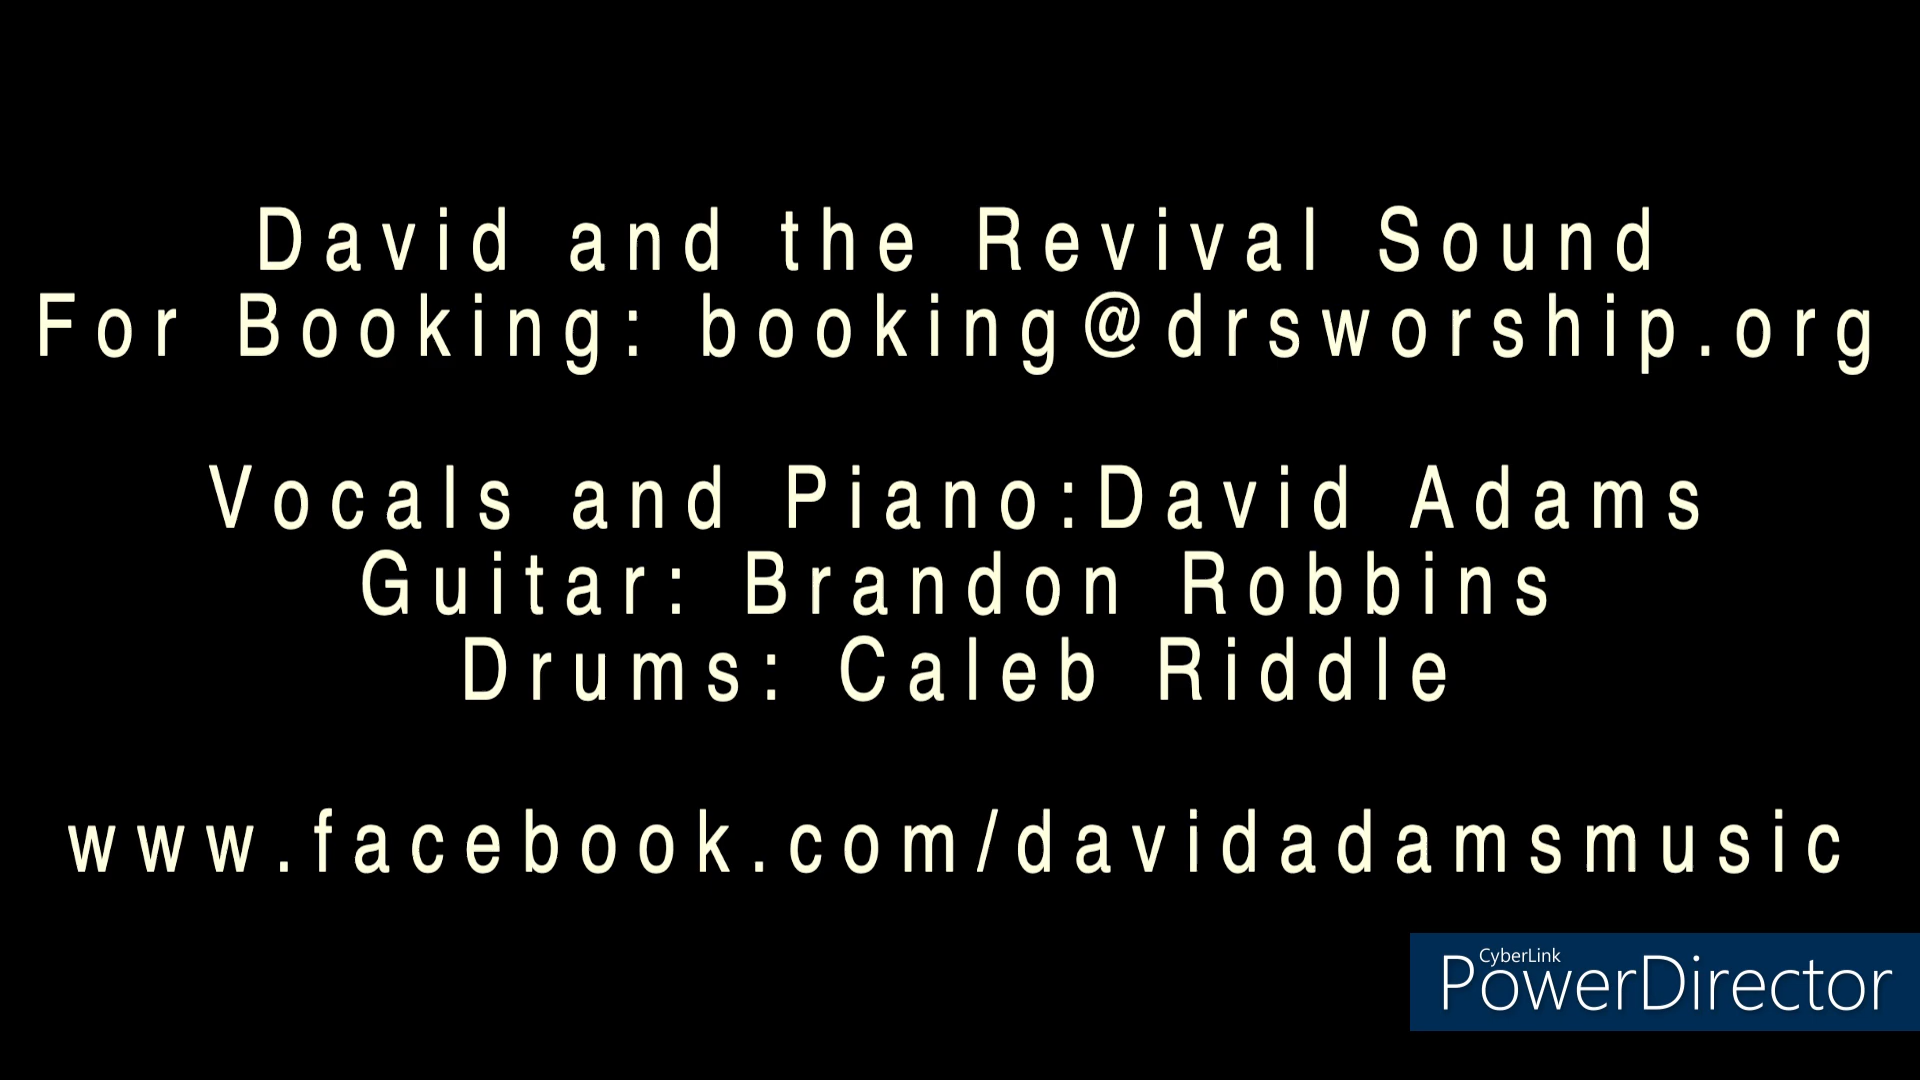 David and the Revival Sound
For Booking: booking@drsworship.org
Vocals and Piano:David Adams
Guitar: Brandon Robbins
Drums: Caleb Riddle
www.facebook.com/davidadamsmusic
CyberLink
PowerDirector